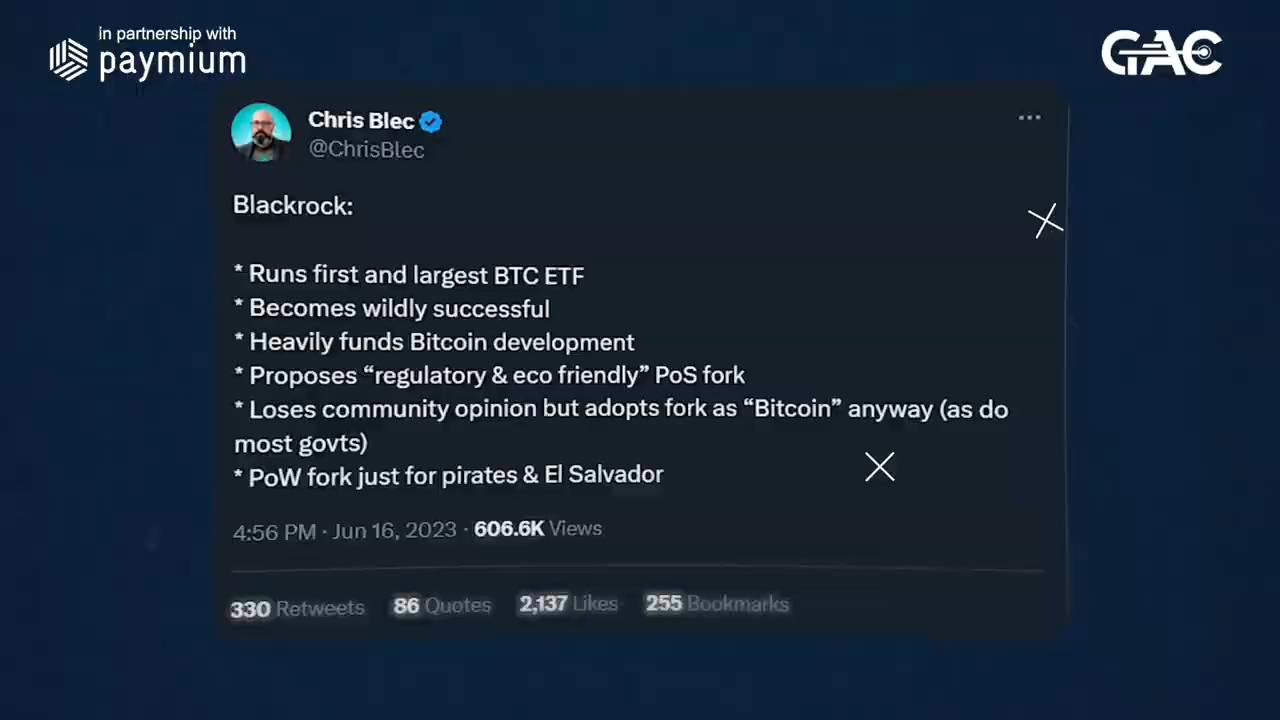 in partnership with
paymium
GAC
Chris Blec
@ChrisBlec
Blackrock:
* Runs first and largest BTC ETF
* Becomes wildly successful
* Heavily funds Bitcoin development
* Proposes “regulatory & eco friendly” PoS fork
* Loses community opinion but adopts fork as “Bitcoin” anyway (as do
most govts)
* PoW fork just for pirates & El Salvador
4:56 PM · Jun 16, 2023 · 606.6K Views
330 Retweets 86 Quotes 2,137 Likes 255 Bookmarks